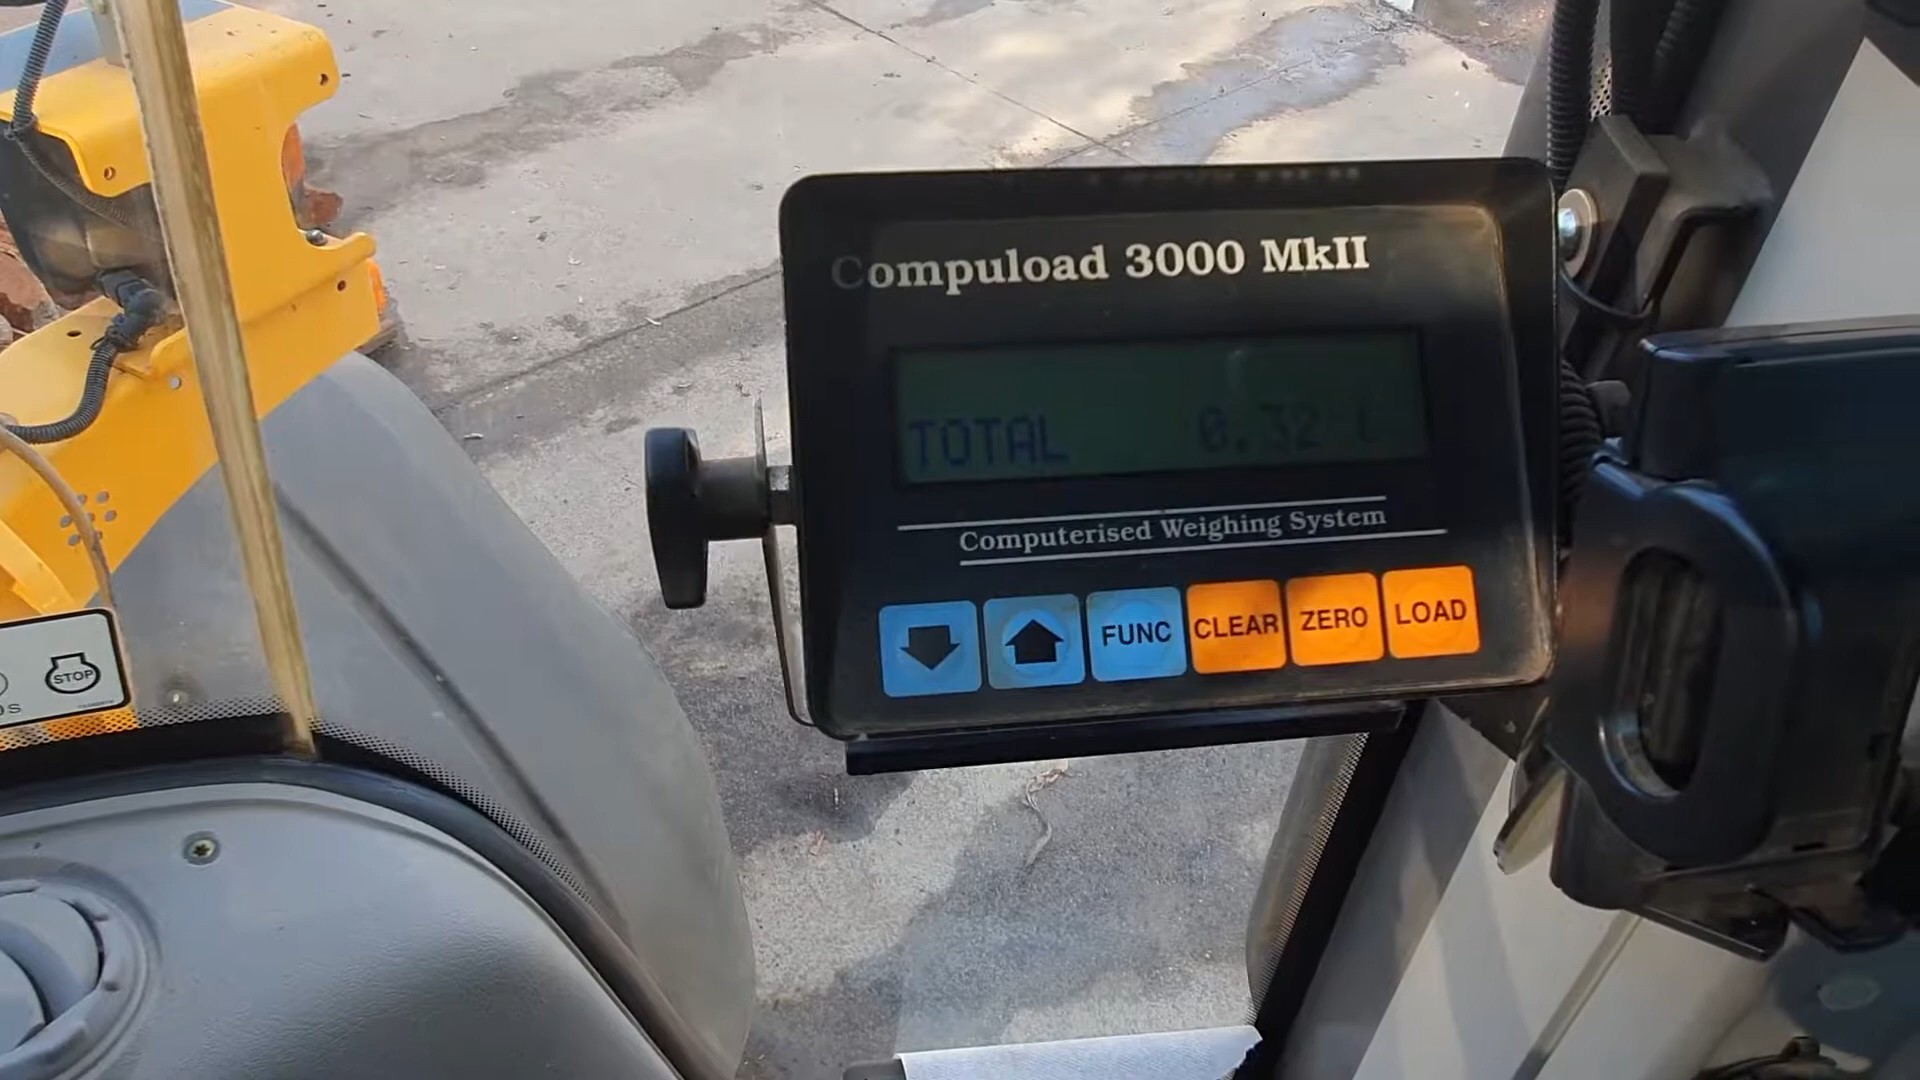 Compuload 3000 MkII
TOTAL 0.32 t
Computerised Weighing System
FUNC CLEAR ZERO LOAD
STOP